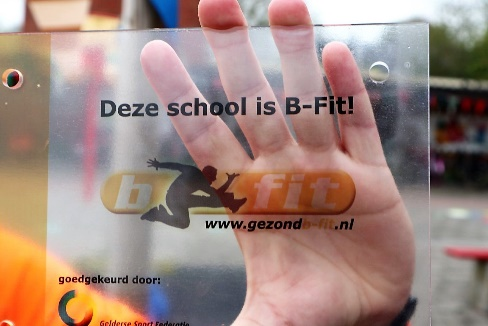 Deze school is B-Fit!
b fit
www.gezondb-fit.nl
goedgekeurd door:
Gelderse Sport Federatie